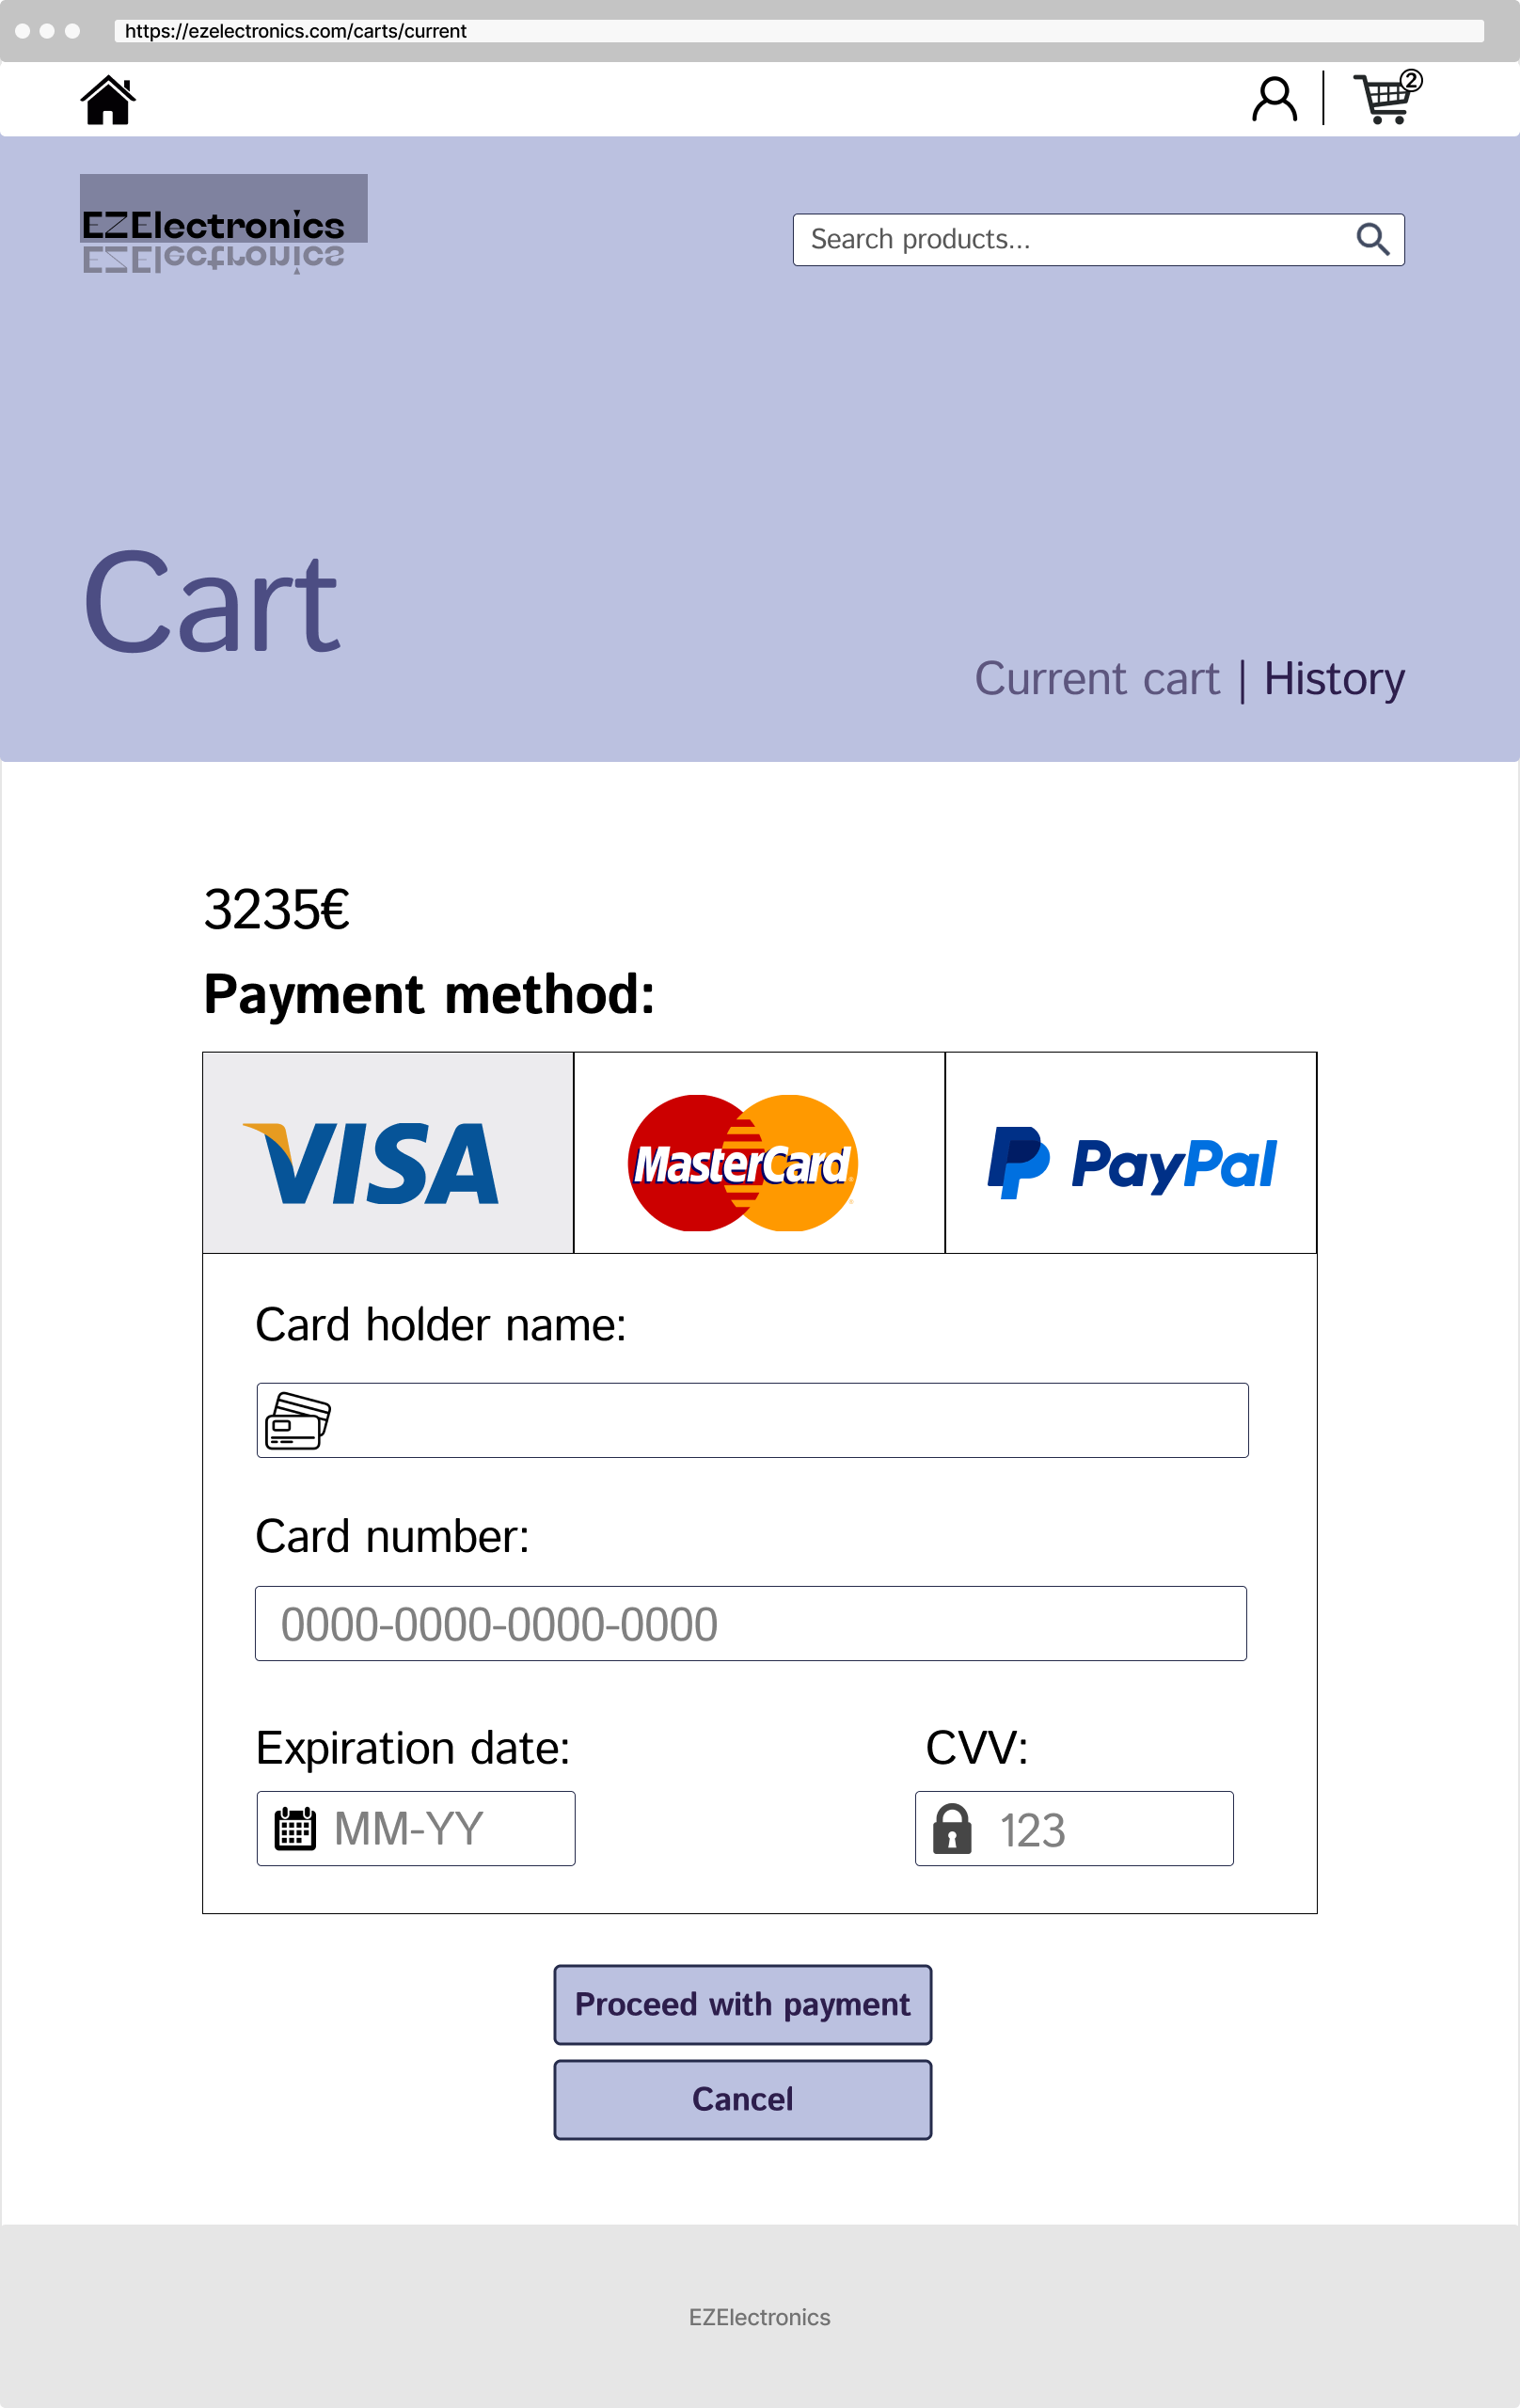 https://ezelectronics.com/carts/current
2
EZElectronics
Search products...
Cart
Current cart | History
3235€
Payment method:
VISA
MasterCard
PayPal
Card holder name:
Card number:
0000-0000-0000-0000
Expiration date:
CVV:
MM-YY
123
Proceed with payment
Cancel
EZElectronics